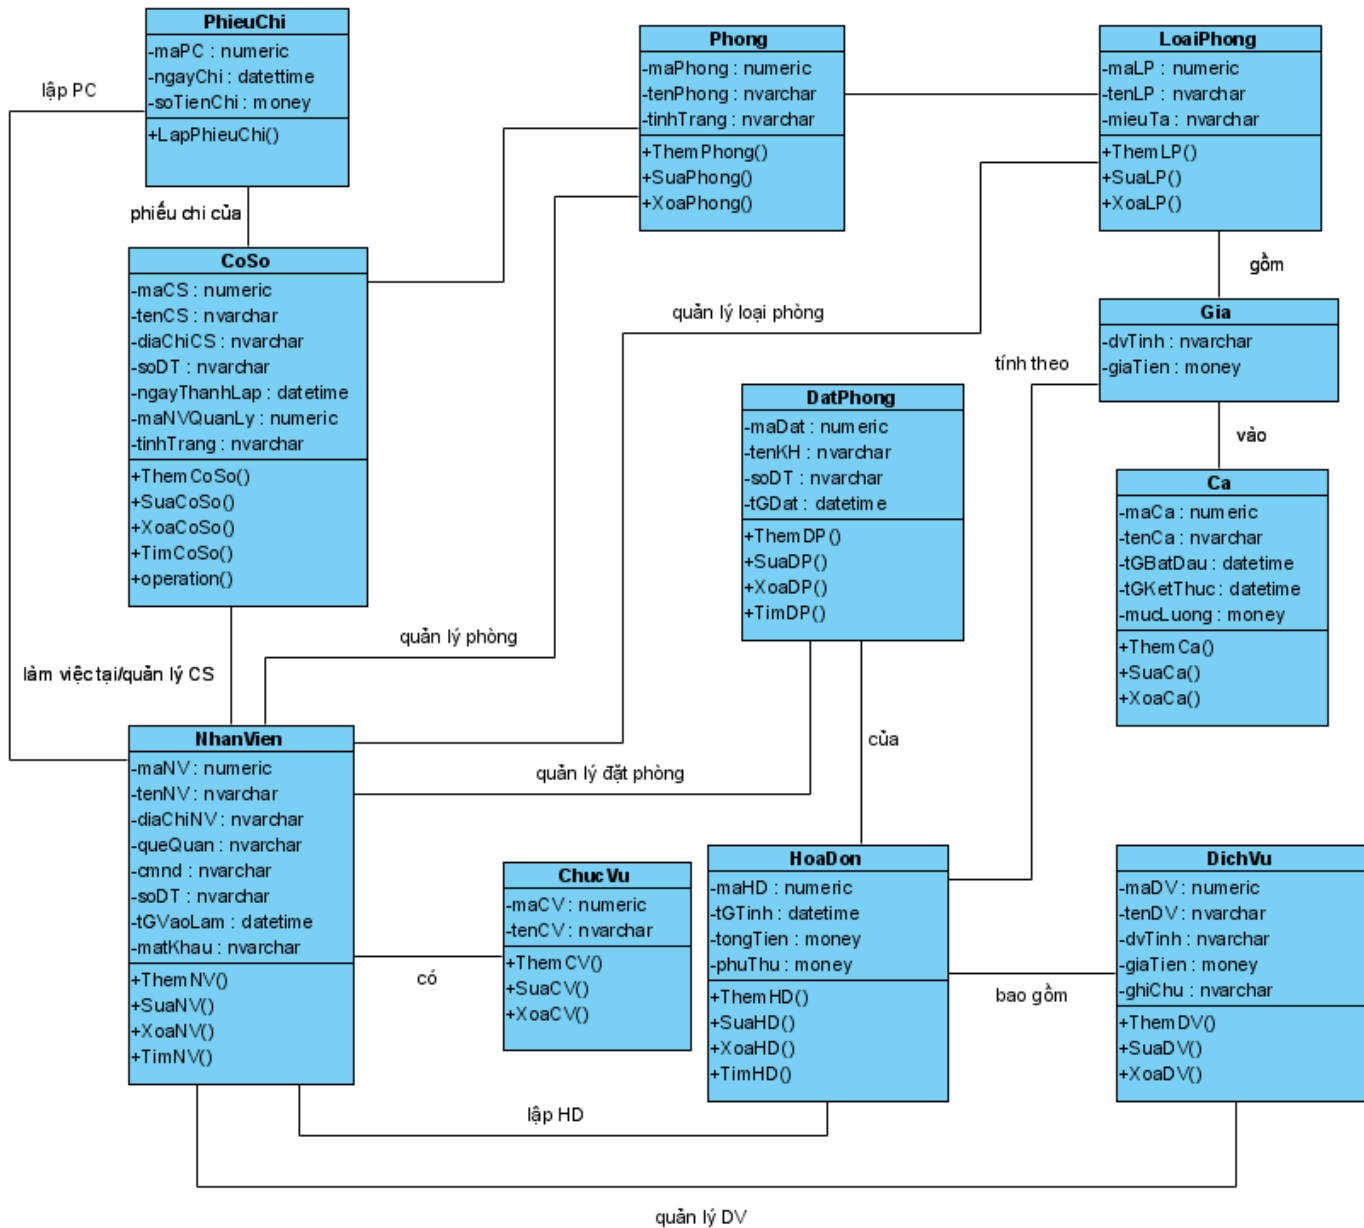 PhieuChi
-maPC : numeric
-ngayChi : datettime
-soTienChi : money
+LapPhieuChi()
lập PC
phiếu chi của
Phong
-maPhong : numeric
-tenPhong : nvarchar
-tinhTrang : nvarchar
+ThemPhong()
+SuaPhong()
+XoaPhong()
LoaiPhong
-maLP : numeric
-tenLP : nvarchar
-mieuTa : nvarchar
+ThemLP()
+SuaLP()
+XoaLP()
gồm
CoSo
-maCS : numeric
-tenCS : nvarchar
-diaChiCS : nvarchar
-soDT : nvarchar
-ngayThanhLap : datetime
-maNVQuanLy : numeric
-tinhTrang : nvarchar
+ThemCoSo()
+SuaCoSo()
+XoaCoSo()
+TimCoSo()
+operation()
quản lý loại phòng
Gia
-dvTinh : nvarchar
-giaTien : money
tính theo
vào
DatPhong
-maDat : numeric
-tenKH : nvarchar
-soDT : nvarchar
-tGDat : datetime
+ThemDP()
+SuaDP()
+XoaDP()
+TimDP()
Ca
-maCa : numeric
-tenCa : nvarchar
-tGBatDau : datetime
-tGKetThuc : datetime
-mucLuong : money
+ThemCa()
+SuaCa()
+XoaCa()
quản lý phòng
làm việc tại/quản lý CS
của
quản lý đặt phòng
NhanVien
-maNV : numeric
-tenNV : nvarchar
-diaChiNV : nvarchar
-queQuan : nvarchar
-cmnd : nvarchar
-soDT : nvarchar
-tGVaoLam : datetime
-matKhau : nvarchar
+ThemNV()
+SuaNV()
+XoaNV()
+TimNV()
có
ChucVu
-maCV : numeric
-tenCV : nvarchar
+ThemCV()
+SuaCV()
+XoaCV()
HoaDon
-maHD : numeric
-tGTinh : datetime
-tongTien : money
-phuThu : money
+ThemHD()
+SuaHD()
+XoaHD()
+TimHD()
bao gồm
DichVu
-maDV : numeric
-tenDV : nvarchar
-dvTinh : nvarchar
-giaTien : money
-ghiChu : nvarchar
+ThemDV()
+SuaDV()
+XoaDV()
lập HD
quản lý DV